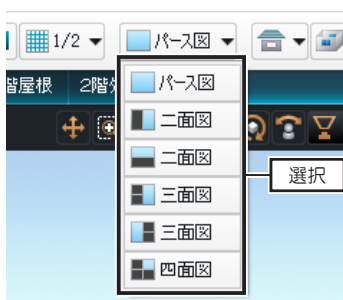 1/2 パース図
階屋根 2階
パース図
二面図
二面図
選択
三面図
三面図
四面図